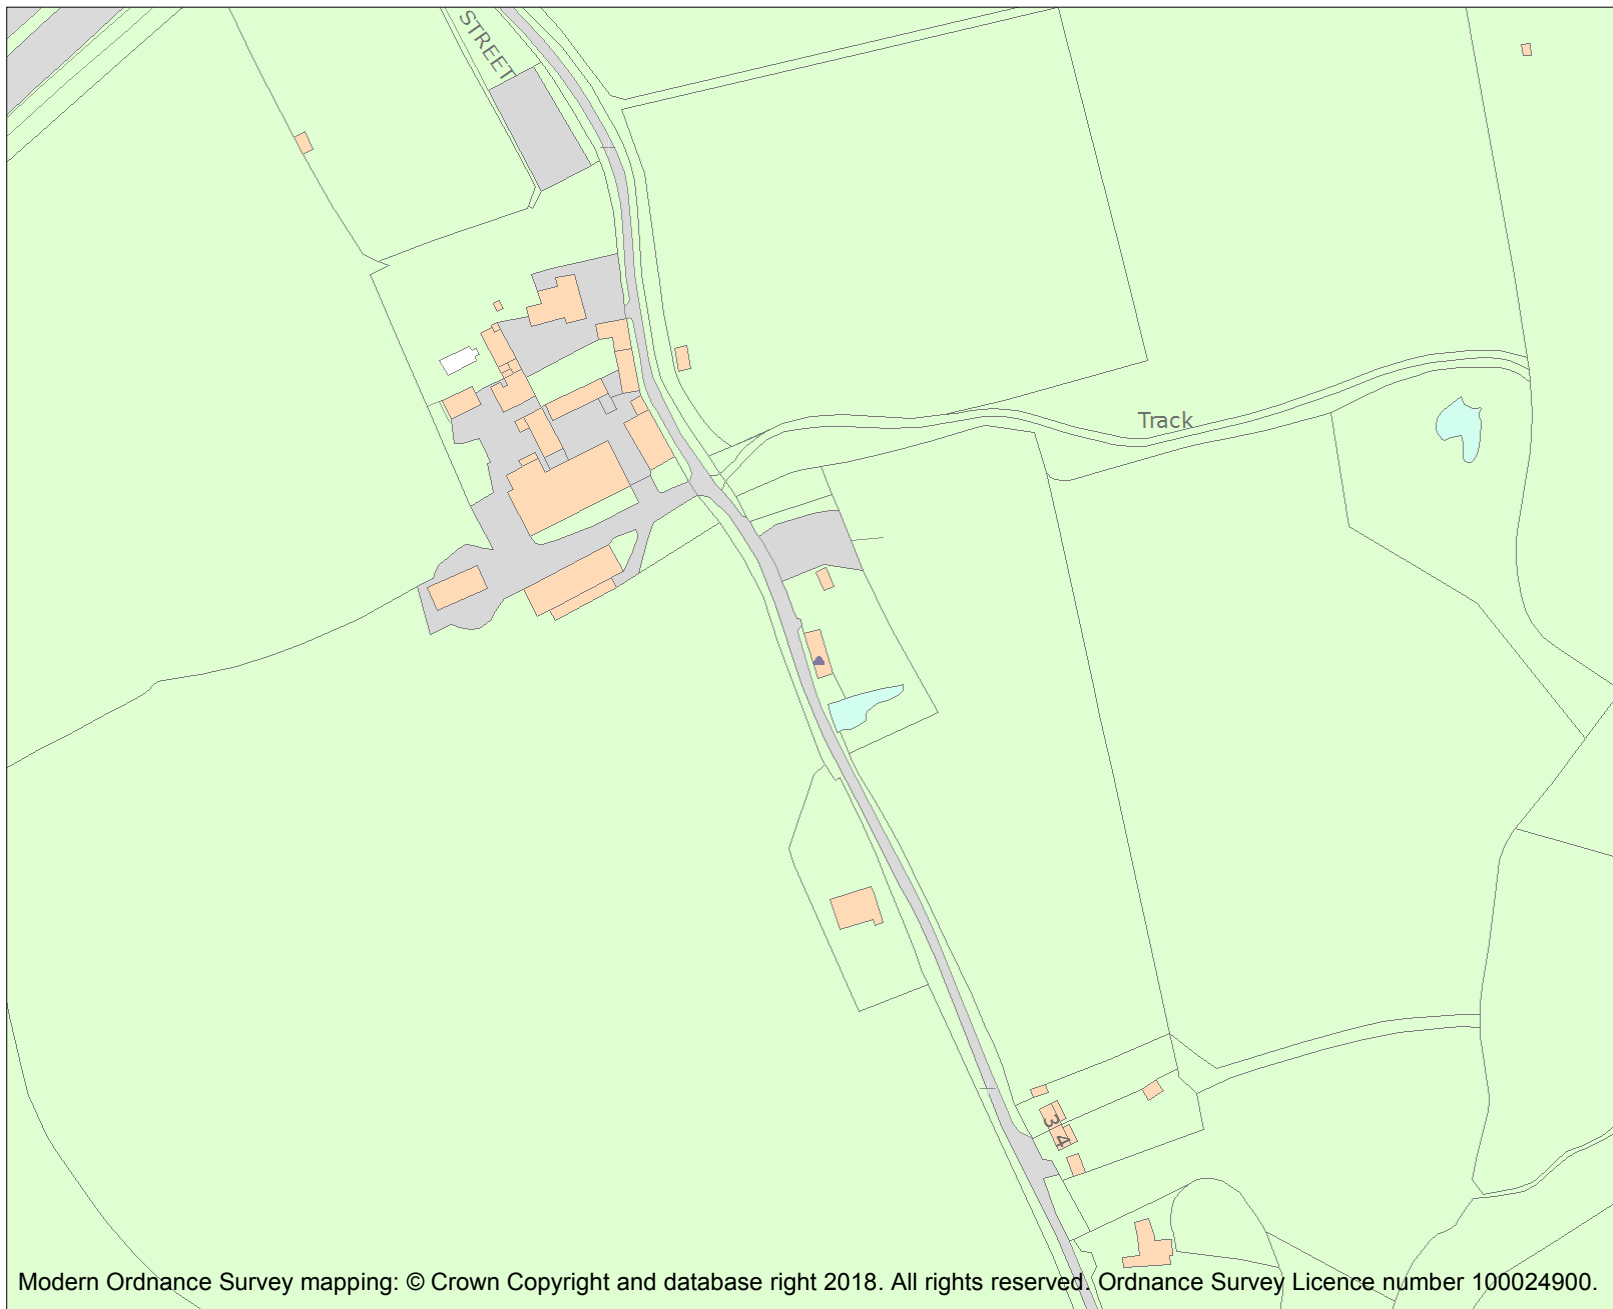 STREET
Track
3
4
Modern Ordnance Survey mapping: © Crown Copyright and database right 2018. All rights reserved. Ordnance Survey Licence number 100024900.